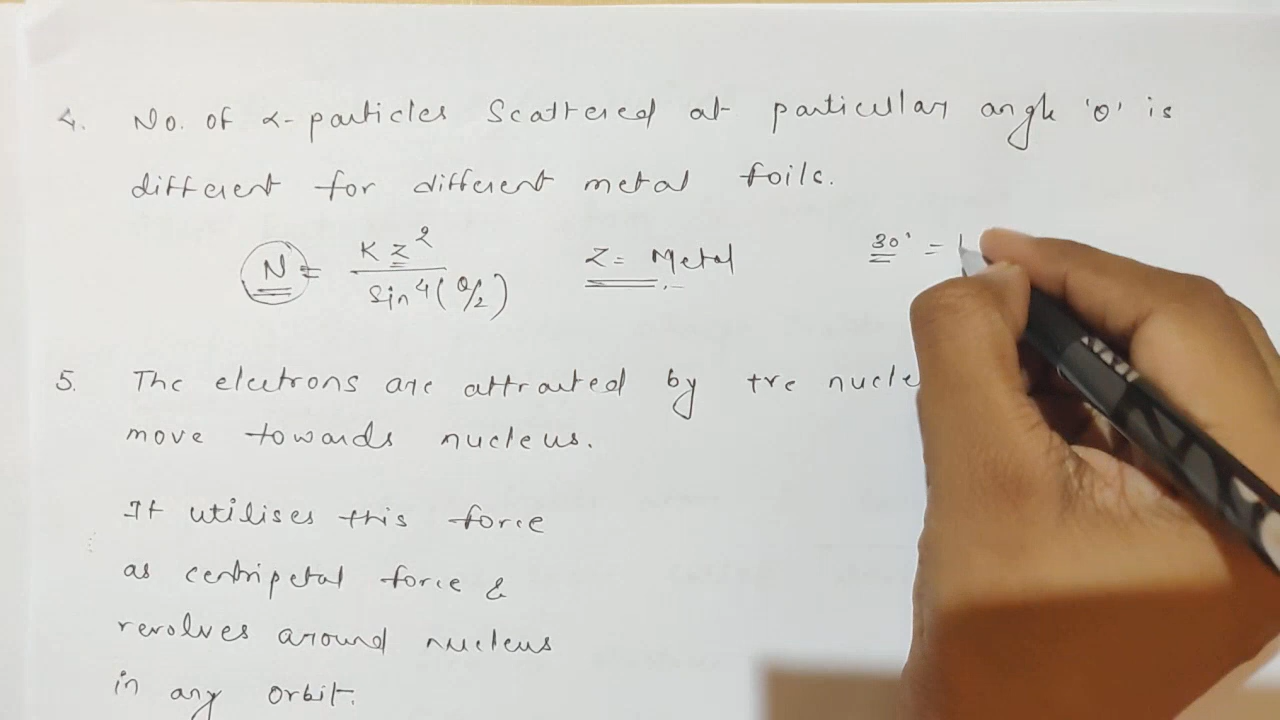 4. No. of α-particles Scattered at particular angle 'θ' is
different for different metal foils.
N = K Z² / Sin⁴(θ/2) Z = Metal 30° =
5. The electrons are attracted by +ve
move towards nucleus.
It utilises this force
as centripetal force &
revolves around nucleus
in any orbit.